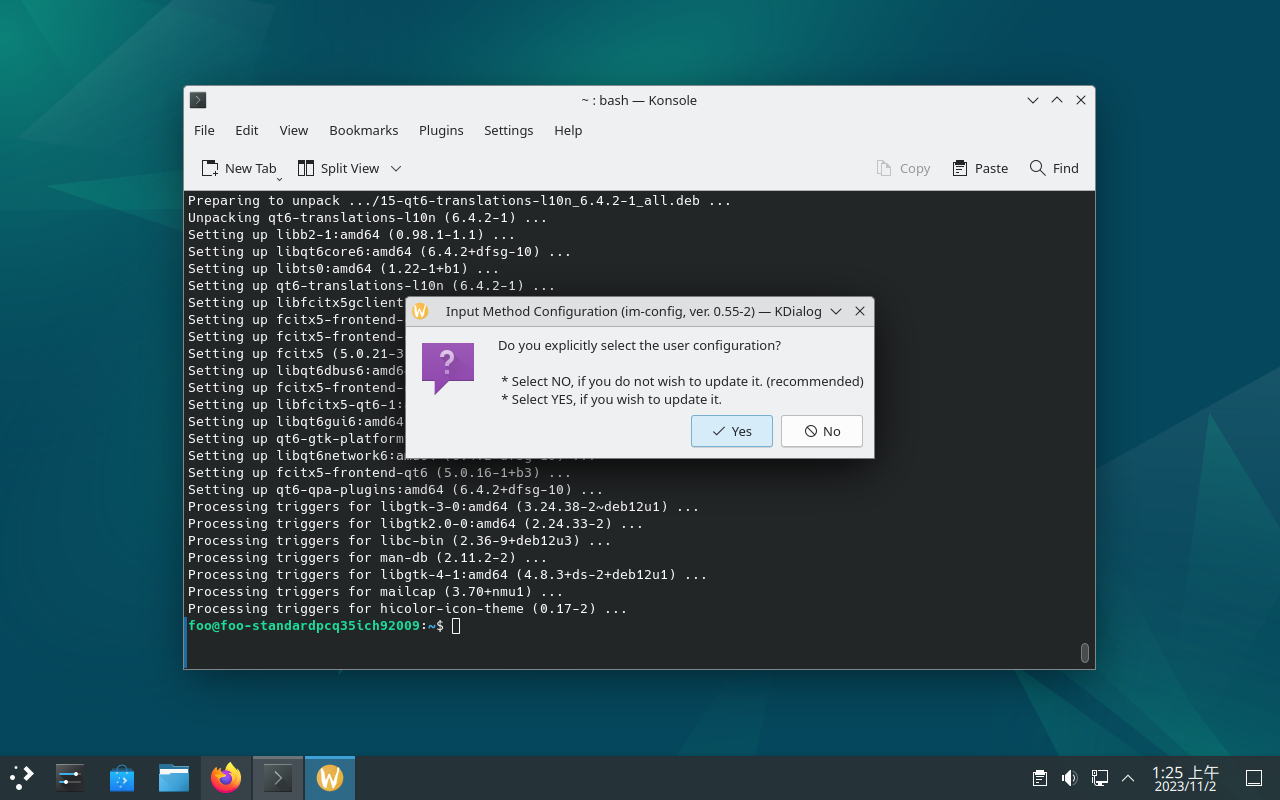 ~ : bash — Konsole
File Edit View Bookmarks Plugins Settings Help
New Tab Split View Copy Paste Find
Preparing to unpack .../15-qt6-translations-l10n_6.4.2-1_all.deb ...
Unpacking qt6-translations-l10n (6.4.2-1) ...
Setting up libb2-1:amd64 (0.98.1-1.1) ...
Setting up libqt6core6:amd64 (6.4.2+dfsg-10) ...
Setting up libts0:amd64 (1.22-1+b1) ...
Setting up qt6-translations-l10n (6.4.2-1) ...
Setting up libfcitx5gclient
Setting up fcitx5-frontend-
Setting up fcitx5-frontend-
Setting up fcitx5 (5.0.21-3
Setting up libqt6dbus6:amd6
Setting up fcitx5-frontend-
Setting up libfcitx5-qt6-1:
Setting up libqt6gui6:amd64
Setting up qt6-gtk-platform
Setting up libqt6network6:
Setting up fcitx5-frontend-qt6 (5.0.16-1+b3) ...
Setting up qt6-qpa-plugins:amd64 (6.4.2+dfsg-10) ...
Processing triggers for libgtk-3-0:amd64 (3.24.38-2~deb12u1) ...
Processing triggers for libgtk2.0-0:amd64 (2.24.33-2) ...
Processing triggers for libc-bin (2.36-9+deb12u3) ...
Processing triggers for man-db (2.11.2-2) ...
Processing triggers for libgtk-4-1:amd64 (4.8.3+ds-2+deb12u1) ...
Processing triggers for mailcap (3.70+nmu1) ...
Processing triggers for hicolor-icon-theme (0.17-2) ...
foo@foo-standardpcq35ich92009:~$
Input Method Configuration (im-config, ver. 0.55-2) — KDialog
Do you explicitly select the user configuration?
* Select NO, if you do not wish to update it. (recommended)
* Select YES, if you wish to update it.
Yes No
1:25 上午
2023/11/2